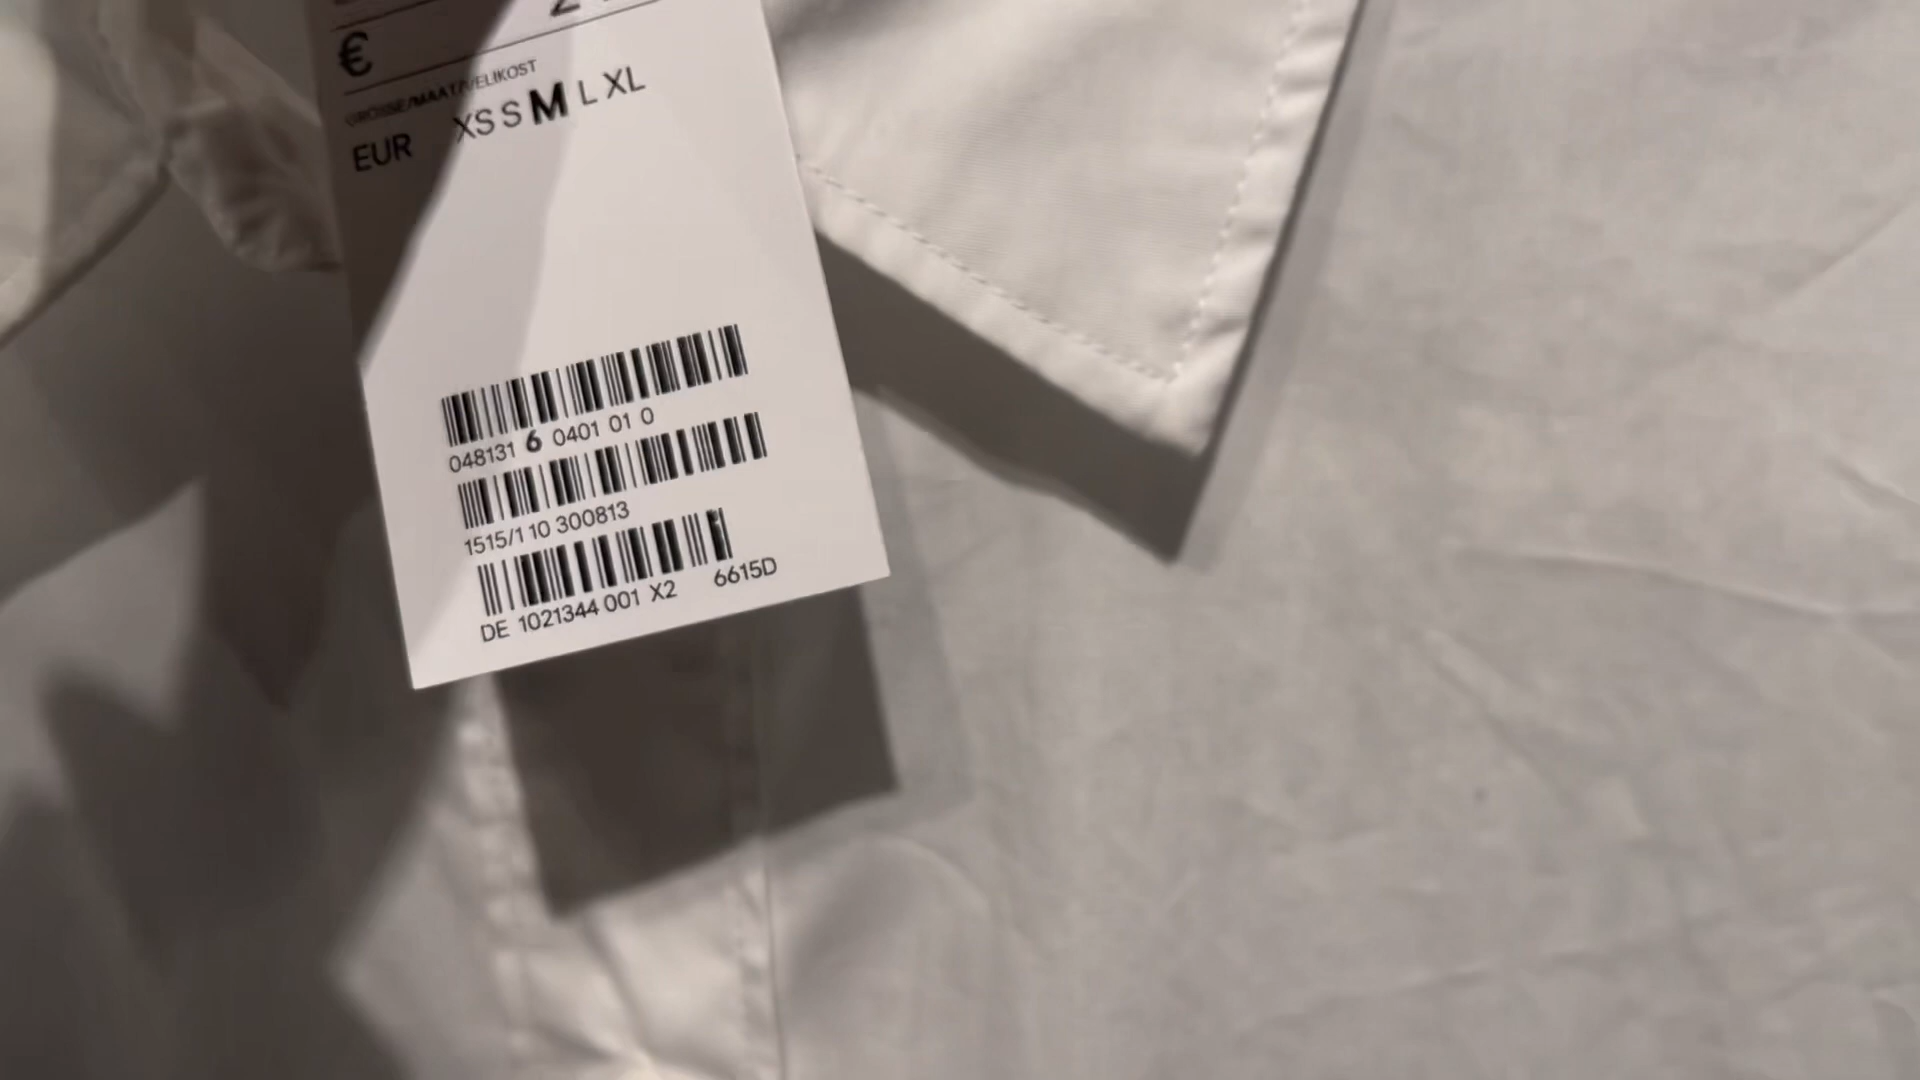 €
GRÖSSE/MAAT/VELIKOST
EUR XS S M L XL
048131 6 0401 01 0
1515/1 10 300813
DE 1021344 001 X2 6615D